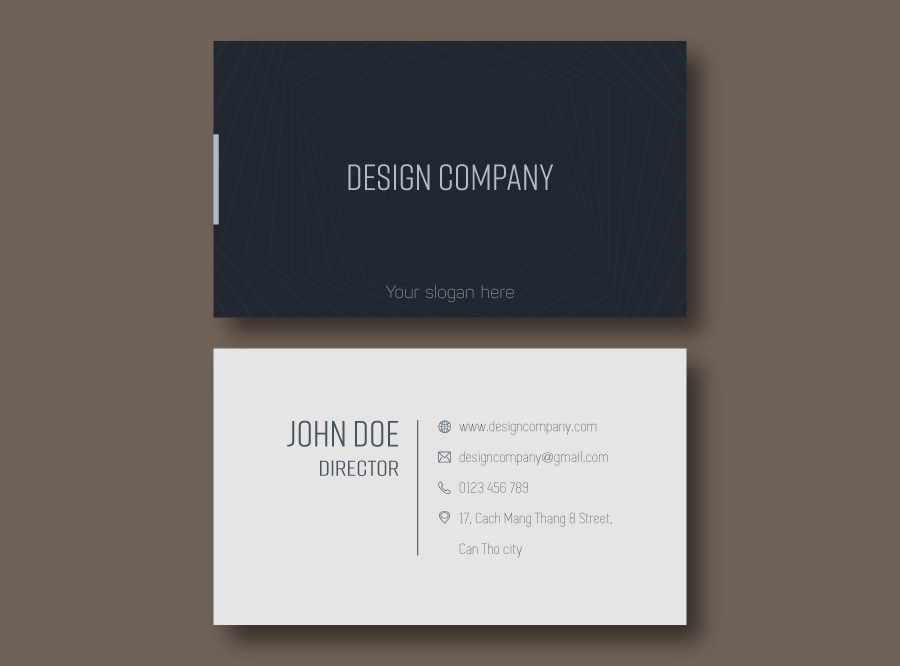 DESIGN COMPANY
Your slogan here
JOHN DOE
DIRECTOR
www.designcompany.com
designcompany@gmail.com
0123 456 789
17, Cach Mang Thang 8 Street,
Can Tho city